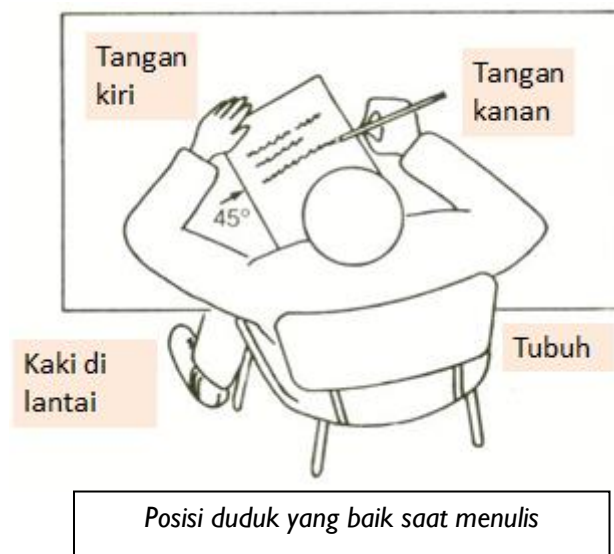 Tangan
kiri
Tangan
kanan
45°
Kaki di
lantai
Tubuh
Posisi duduk yang baik saat menulis